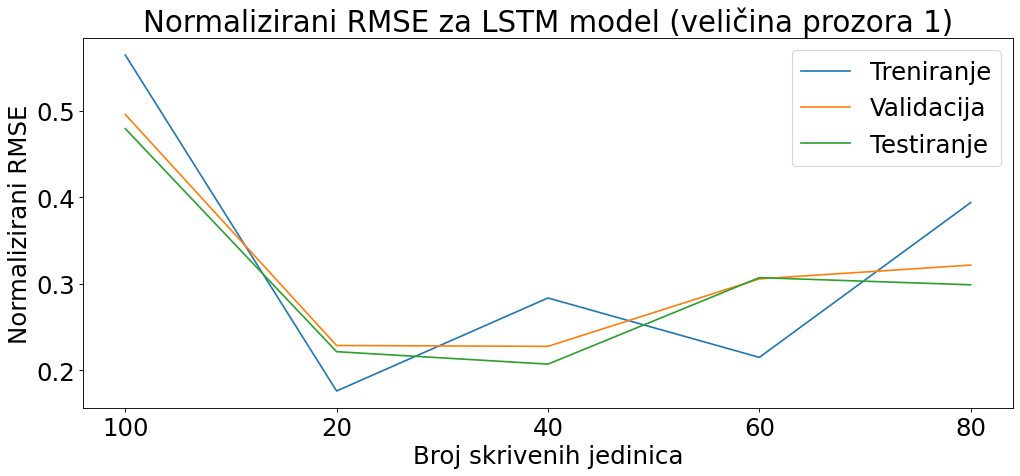 Normalizirani RMSE za LSTM model (veličina prozora 1)
Treniranje
Validacija
Testiranje
Normalizirani RMSE
0.5
0.4
0.3
0.2
100 20 40 60 80
Broj skrivenih jedinica